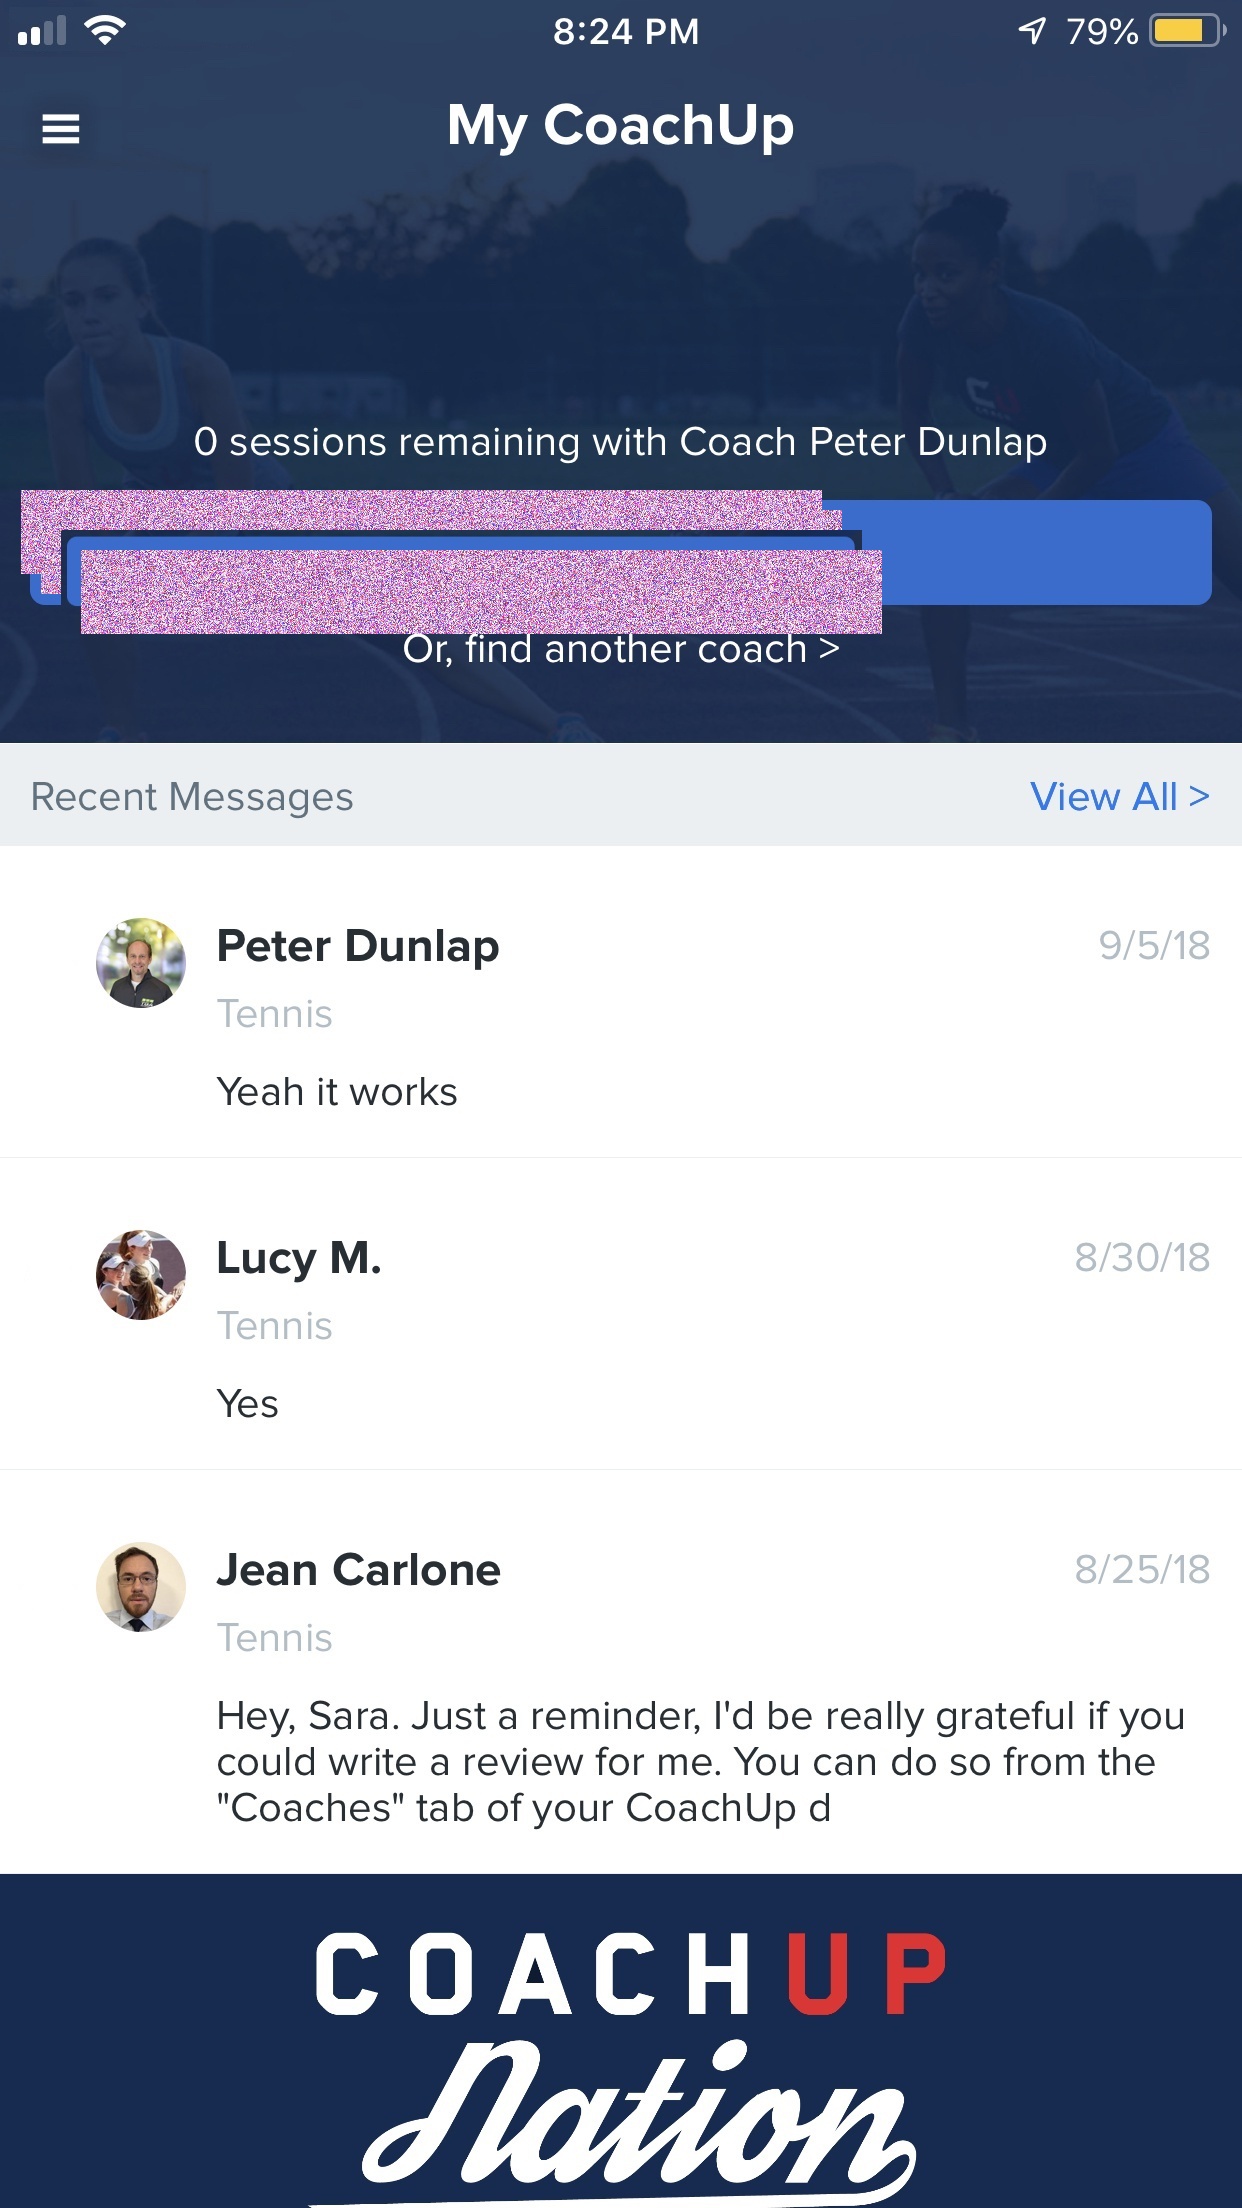 8:24 PM
79%
My CoachUp
0 sessions remaining with Coach Peter Dunlap
Or, find another coach >
Recent Messages
View All >
Peter Dunlap
9/5/18
Tennis
Yeah it works
Lucy M.
8/30/18
Tennis
Yes
Jean Carlone
8/25/18
Tennis
Hey, Sara. Just a reminder, I'd be really grateful if you
could write a review for me. You can do so from the
"Coaches" tab of your CoachUp d
COACHUP
Nation